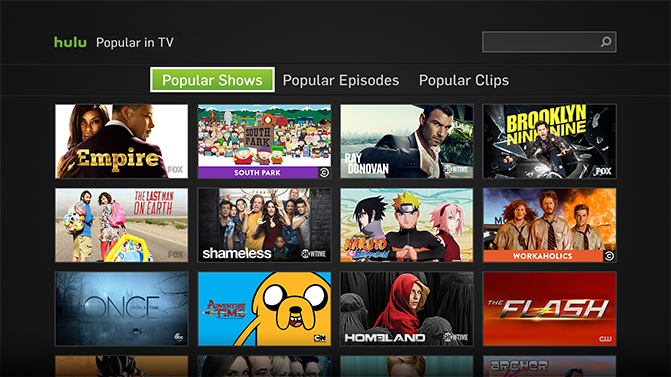 hulu Popular in TV
Popular Shows Popular Episodes Popular Clips
Empire
FOX
SOUTH PARK
SOUTH PARK
RAY
DONOVAN
SHOWTIME
BROOKLYN
NINE-NINE
FOX
THE LAST MAN
ON EARTH
FOX
shameless
SHOWTIME
NARUTO
SHIPPUDEN
WORKAHOLICS
ONCE
UPON A TIME
abc
ADVENTURE
TIME
CN
HOMELAND
SHOWTIME
THE
FLASH
CW
ARCHER